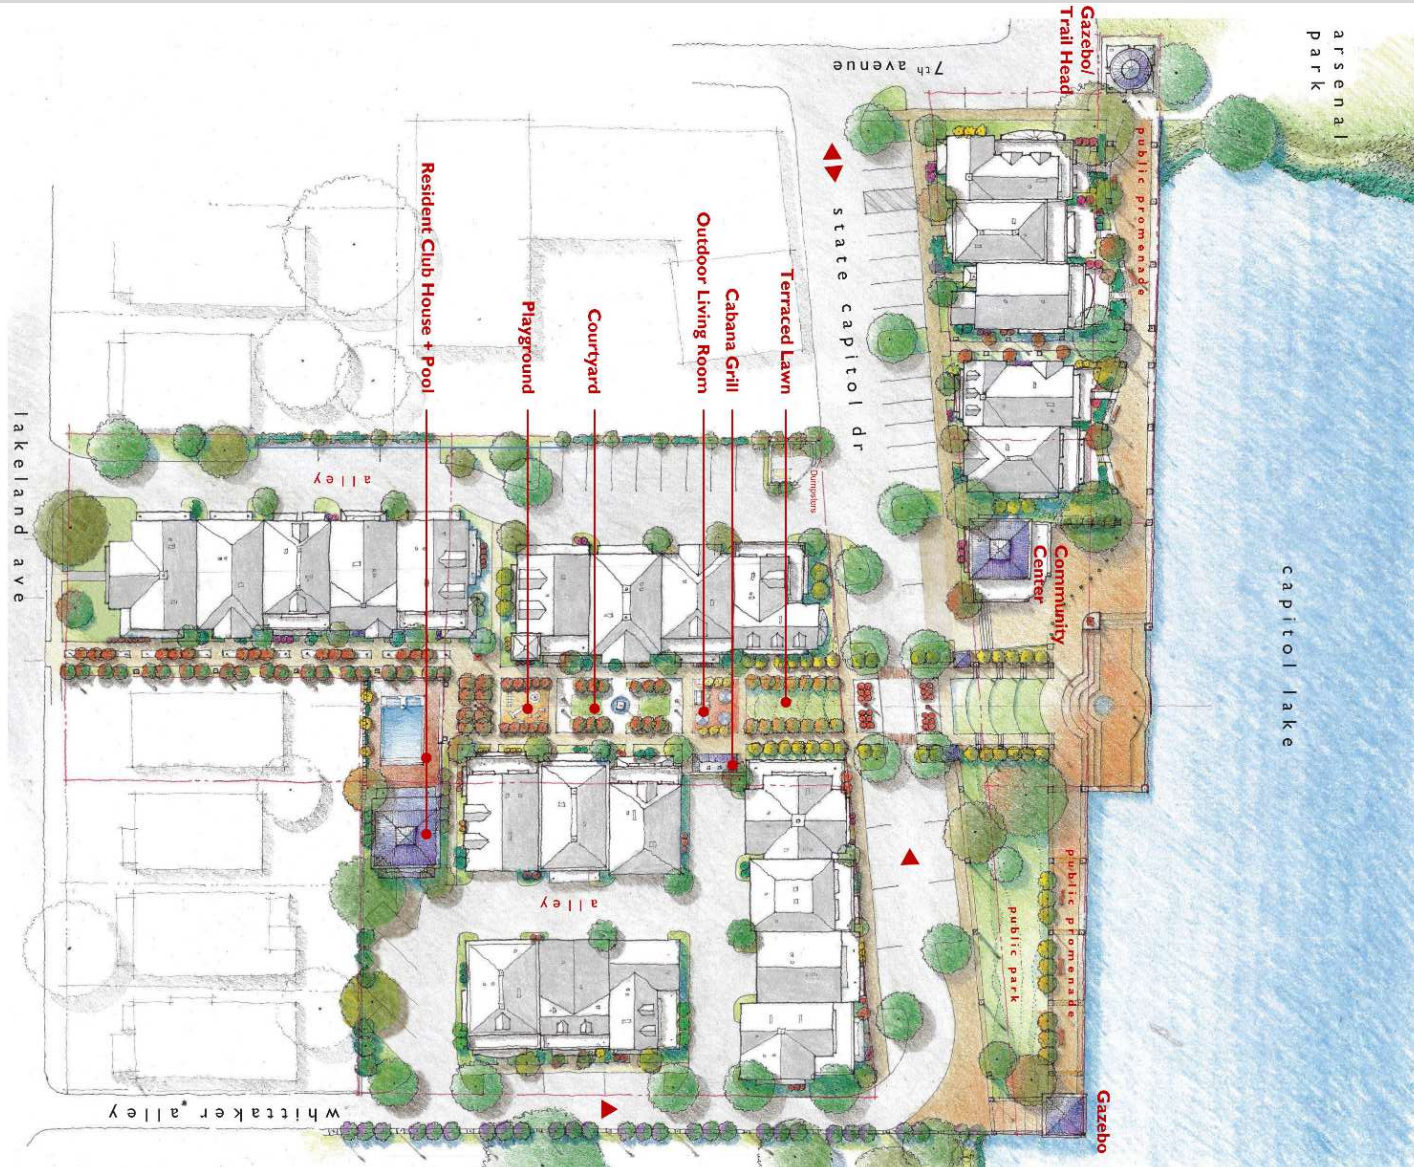 arsenal
park
Gazebo/
Trail Head
7th avenue
public promenade
state capitol dr
Resident Club House + Pool
Playground
Courtyard
Outdoor Living Room
Cabana Grill
Terraced Lawn
Dumpsters
alley
lakeland ave
Community
Center
capitol lake
public promenade
public park
alley
Gazebo
whittaker alley